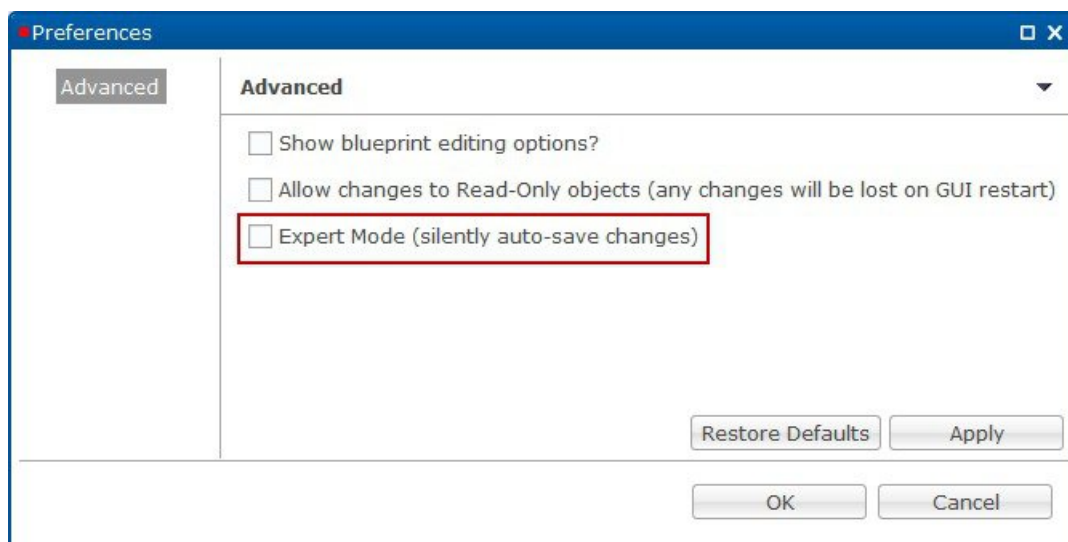 Preferences
Advanced
Advanced
Show blueprint editing options?
Allow changes to Read-Only objects (any changes will be lost on GUI restart)
Expert Mode (silently auto-save changes)
Restore Defaults
Apply
OK
Cancel